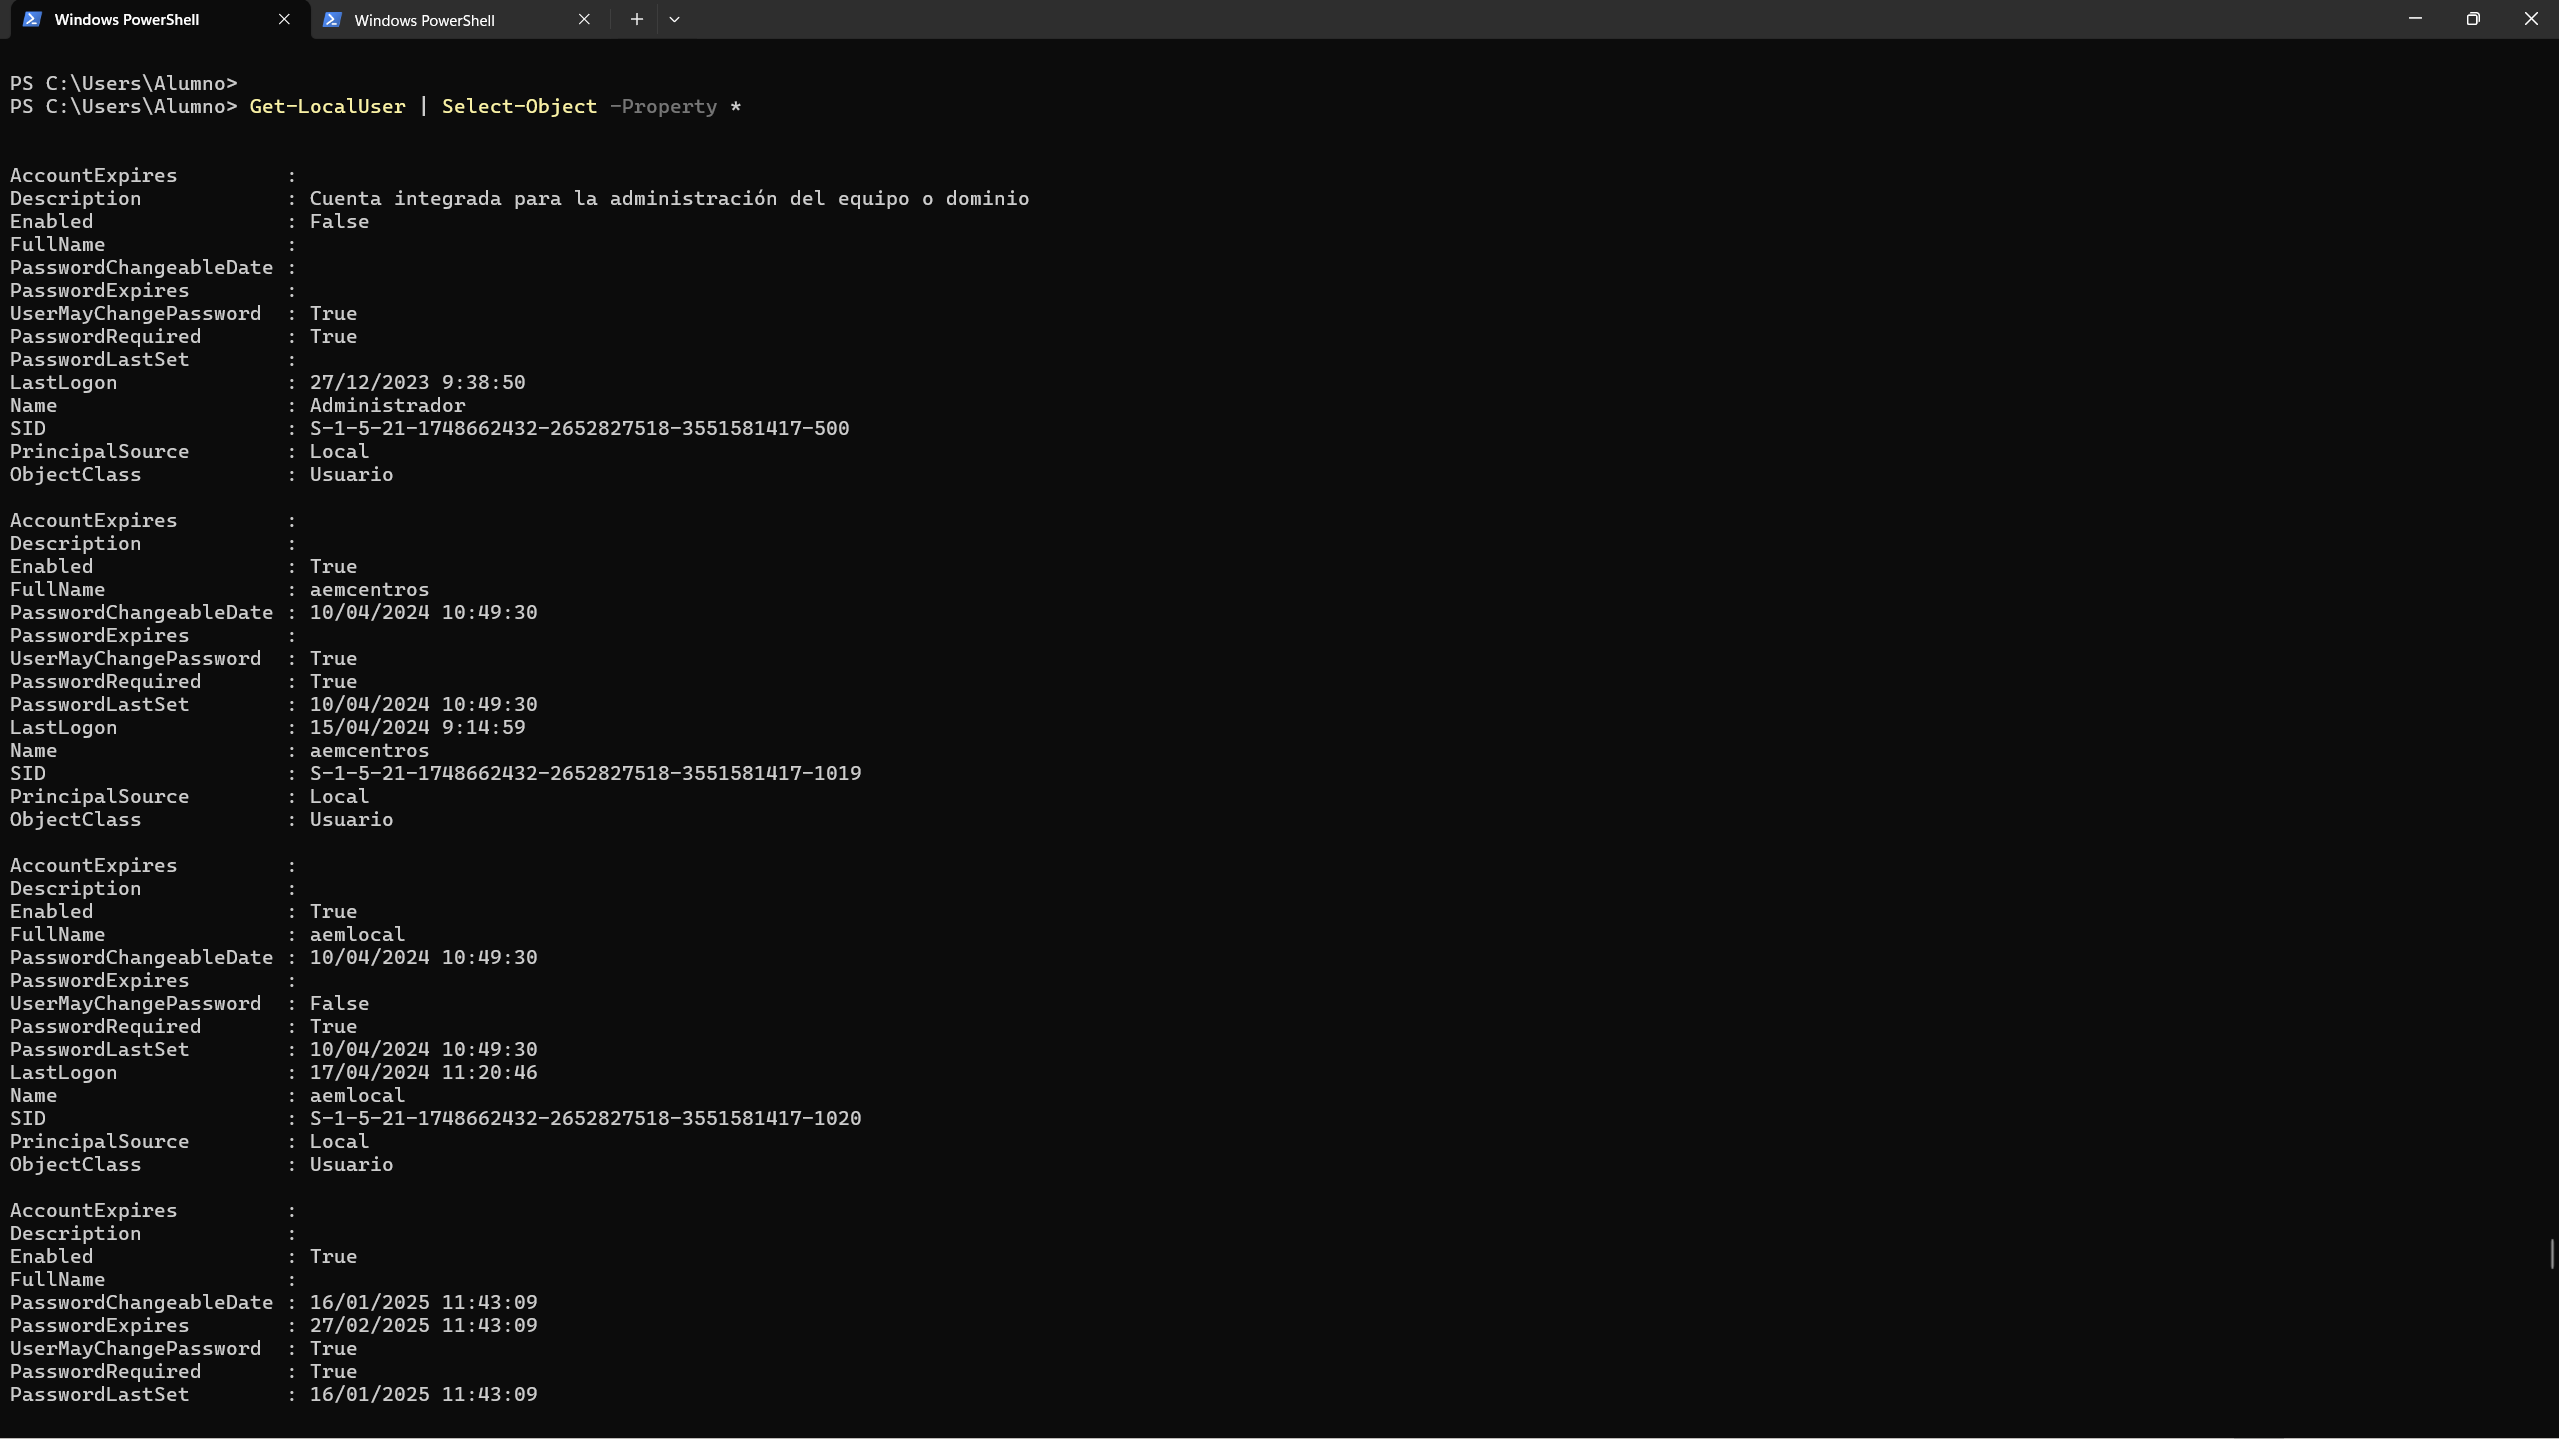 Windows PowerShell
Windows PowerShell
PS C:\Users\Alumno>
PS C:\Users\Alumno> Get-LocalUser | Select-Object -Property *
AccountExpires         :
Description            : Cuenta integrada para la administración del equipo o dominio
Enabled                : False
FullName               :
PasswordChangeableDate :
PasswordExpires        :
UserMayChangePassword  : True
PasswordRequired       : True
PasswordLastSet        :
LastLogon              : 27/12/2023 9:38:50
Name                   : Administrador
SID                    : S-1-5-21-1748662432-2652827518-3551581417-500
PrincipalSource        : Local
ObjectClass            : Usuario
AccountExpires         :
Description            :
Enabled                : True
FullName               : aemcentros
PasswordChangeableDate : 10/04/2024 10:49:30
PasswordExpires        :
UserMayChangePassword  : True
PasswordRequired       : True
PasswordLastSet        : 10/04/2024 10:49:30
LastLogon              : 15/04/2024 9:14:59
Name                   : aemcentros
SID                    : S-1-5-21-1748662432-2652827518-3551581417-1019
PrincipalSource        : Local
ObjectClass            : Usuario
AccountExpires         :
Description            :
Enabled                : True
FullName               : aemlocal
PasswordChangeableDate : 10/04/2024 10:49:30
PasswordExpires        :
UserMayChangePassword  : False
PasswordRequired       : True
PasswordLastSet        : 10/04/2024 10:49:30
LastLogon              : 17/04/2024 11:20:46
Name                   : aemlocal
SID                    : S-1-5-21-1748662432-2652827518-3551581417-1020
PrincipalSource        : Local
ObjectClass            : Usuario
AccountExpires         :
Description            :
Enabled                : True
FullName               :
PasswordChangeableDate : 16/01/2025 11:43:09
PasswordExpires        : 27/02/2025 11:43:09
UserMayChangePassword  : True
PasswordRequired       : True
PasswordLastSet        : 16/01/2025 11:43:09